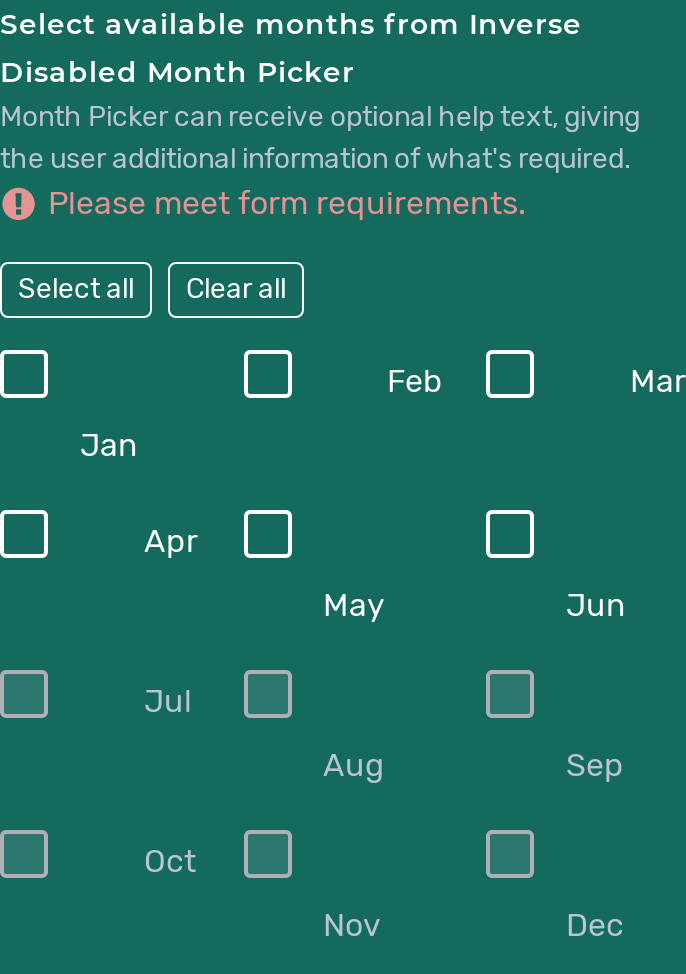 Select available months from Inverse
Disabled Month Picker
Month Picker can receive optional help text, giving
the user additional information of what's required.
Please meet form requirements.
Select all
Clear all
Jan
Feb
Mar
Apr
May
Jun
Jul
Aug
Sep
Oct
Nov
Dec